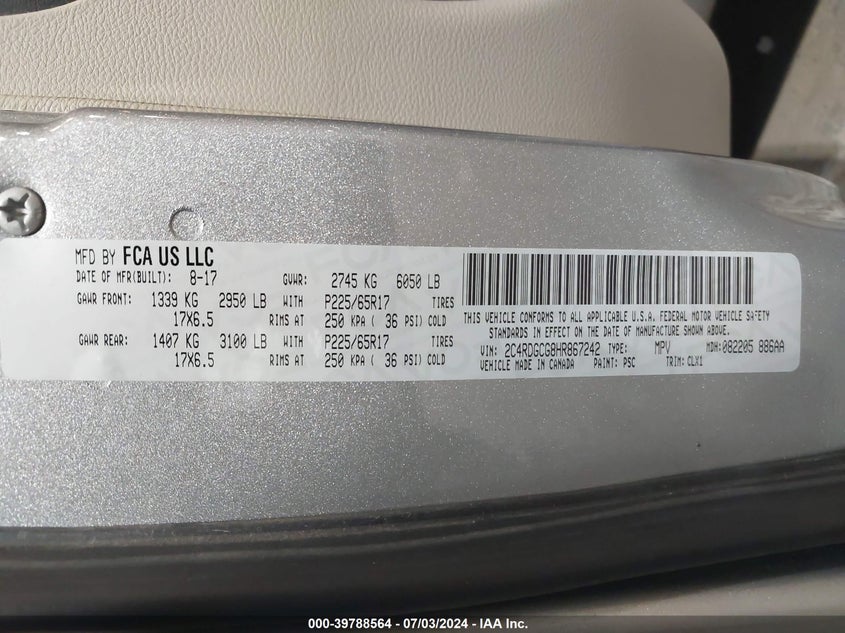 MFD BY FCA US LLC
DATE OF MFR(BUILT): 8-17 GVWR: 2745 KG 6050 LB
GAWR FRONT: 1339 KG 2950 LB WITH P225/65R17 TIRES
17X6.5 RIMS AT 250 KPA ( 36 PSI) COLD
GAWR REAR: 1407 KG 3100 LB WITH P225/65R17 TIRES
17X6.5 RIMS AT 250 KPA ( 36 PSI) COLD
THIS VEHICLE CONFORMS TO ALL APPLICABLE U.S.A. FEDERAL MOTOR VEHICLE SAFETY
STANDARDS IN EFFECT ON THE DATE OF MANUFACTURE SHOWN ABOVE.
VIN: 2C4RDGCG8HR867242 TYPE: MPV MDH:082205 886AA
VEHICLE MADE IN CANADA PAINT: PSC TRIM: CLX1
000-39788564 - 07/03/2024 - IAA Inc.